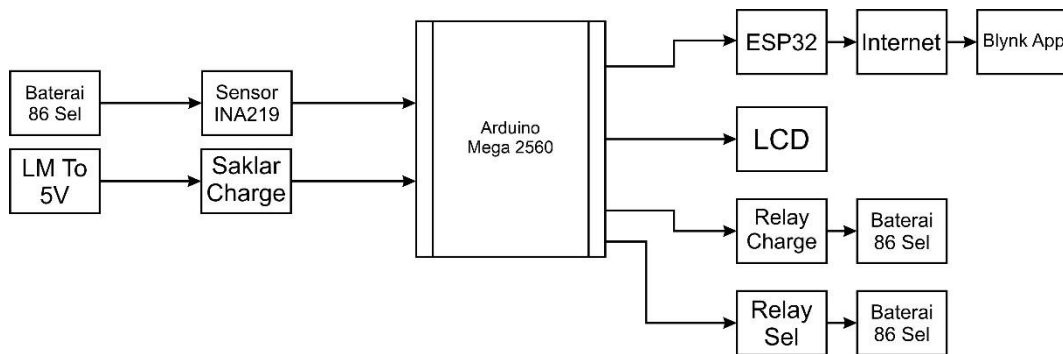 ESP32
Internet
Blynk App
Baterai
86 Sel
Sensor
INA219
Arduino
Mega 2560
LCD
LM To
5V
Saklar
Charge
Relay
Charge
Baterai
86 Sel
Relay
Sel
Baterai
86 Sel